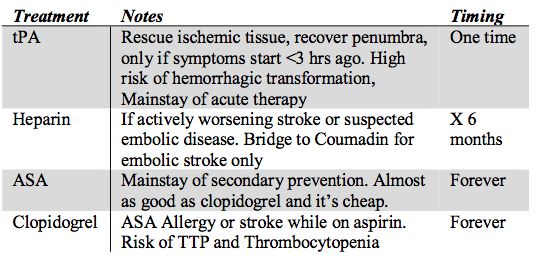 Treatment Notes Timing
tPA Rescue ischemic tissue, recover penumbra, One time
only if symptoms start <3 hrs ago. High
risk of hemorrhagic transformation,
Mainstay of acute therapy
Heparin If actively worsening stroke or suspected X 6
embolic disease. Bridge to Coumadin for months
embolic stroke only
ASA Mainstay of secondary prevention. Almost Forever
as good as clopidogrel and it's cheap.
Clopidogrel ASA Allergy or stroke while on aspirin. Forever
Risk of TTP and Thrombocytopenia